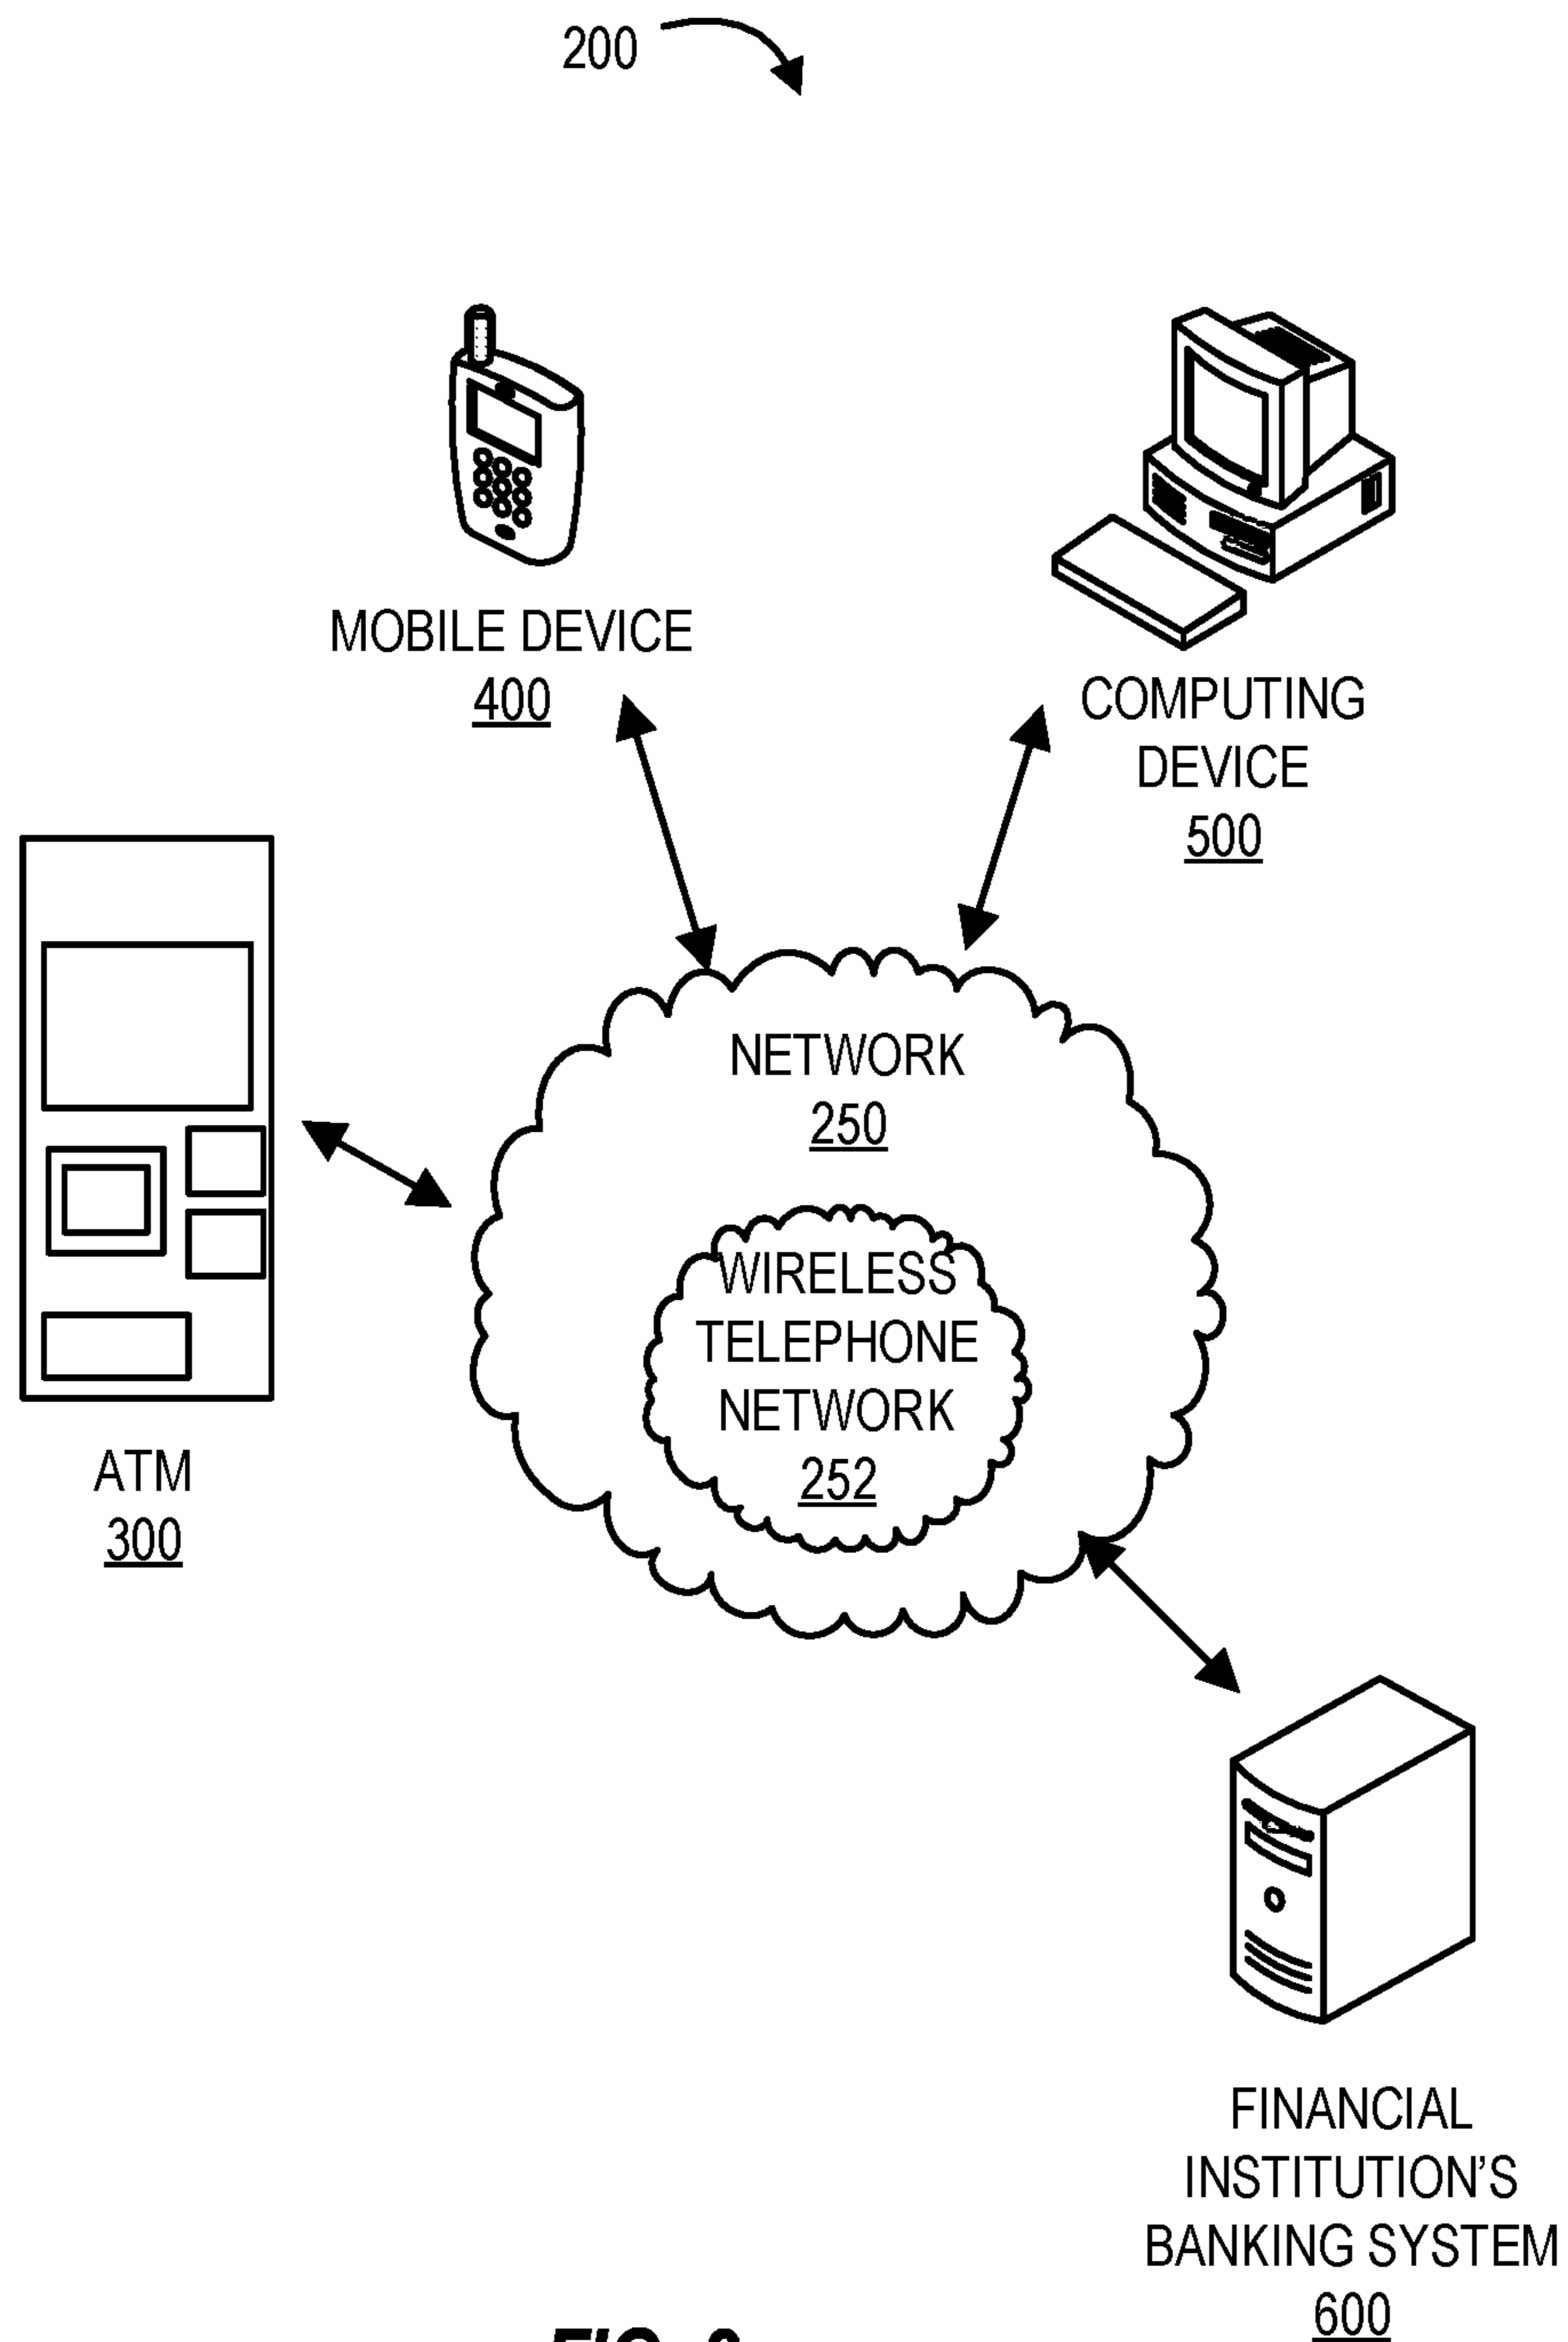 200
MOBILE DEVICE
400
COMPUTING
DEVICE
500
NETWORK
250
WIRELESS
TELEPHONE
NETWORK
252
ATM
300
FINANCIAL
INSTITUTION'S
BANKING SYSTEM
600
FIG.